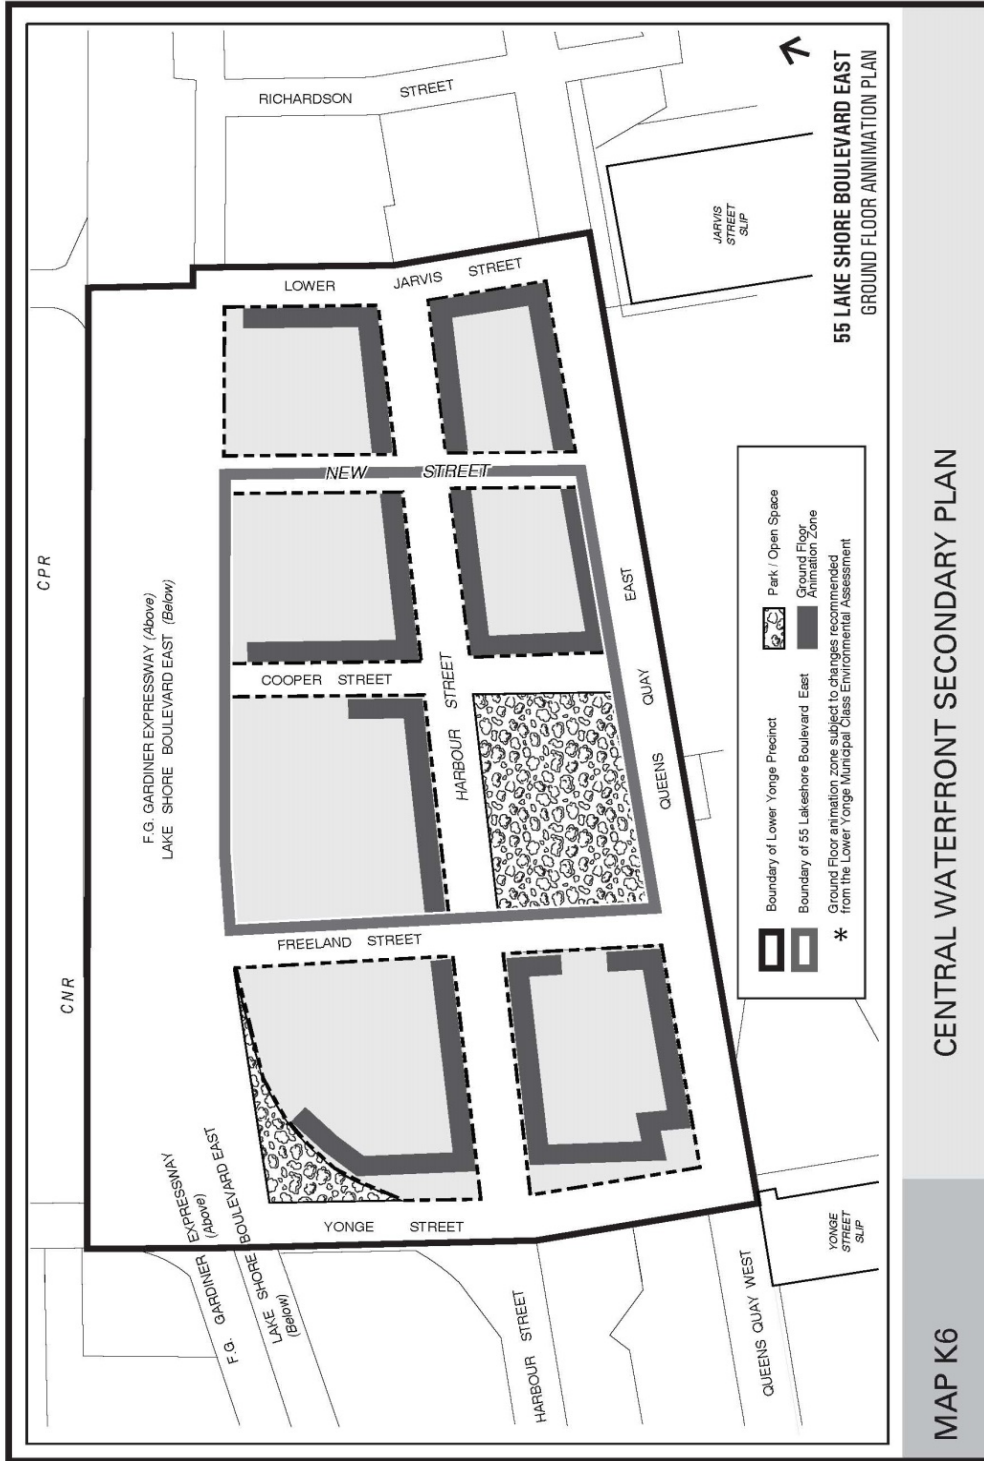 MAP K6
CENTRAL WATERFRONT SECONDARY PLAN
55 LAKE SHORE BOULEVARD EAST
GROUND FLOOR ANNIMATION PLAN
CNR
CPR
F.G. GARDINER EXPRESSWAY (Above)
LAKE SHORE BOULEVARD EAST (Below)
F.G. GARDINER EXPRESSWAY
(Above)
LAKE SHORE BOULEVARD EAST
(Below)
YONGE STREET
FREELAND STREET
COOPER STREET
NEW STREET
LOWER JARVIS STREET
RICHARDSON STREET
HARBOUR STREET
HARBOUR STREET
QUEENS QUAY EAST
QUEENS QUAY WEST
YONGE
STREET
SLIP
JARVIS
STREET
SLIP
Boundary of Lower Yonge Precinct
Boundary of 55 Lakeshore Boulevard East
Park / Open Space
Ground Floor
Animation Zone
* Ground Floor animation zone subject to changes recommended
from the Lower Yonge Municipal Class Environmental Assessment